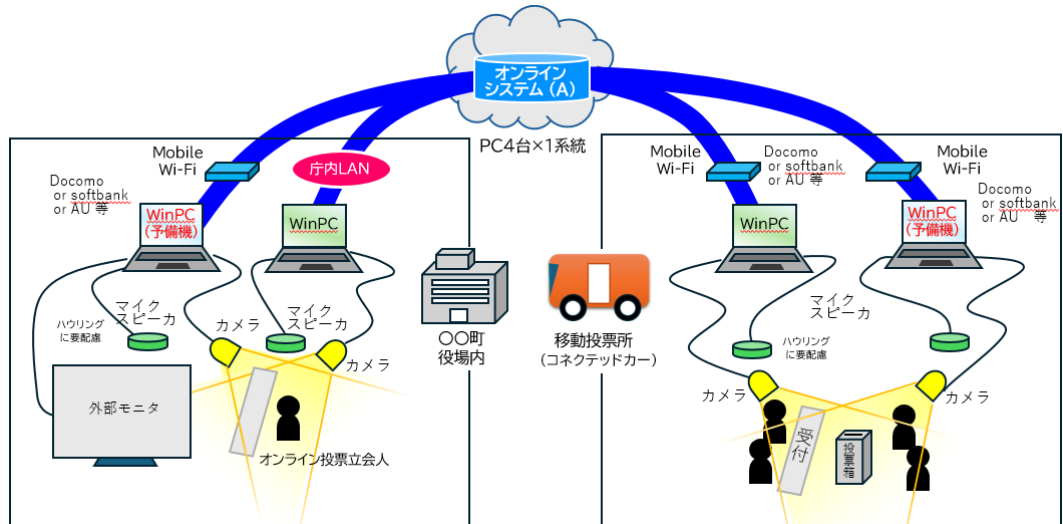 オンライン
システム（A）
PC４台×１系統
Mobile
Wi-Fi
庁内LAN
Docomo
or softbank
or AU 等
WinPC
(予備機)
WinPC
マイク
スピーカ
ハウリング
に要配慮
カメラ
マイク
スピーカ
カメラ
外部モニタ
オンライン投票立会人
〇〇町
役場内
移動投票所
（コネクテッドカー）
Mobile
Wi-Fi
Docomo
or softbank
or AU 等
Mobile
Wi-Fi
Docomo
or softbank
or AU 等
WinPC
WinPC
(予備機)
マイク
スピーカ
ハウリング
に要配慮
カメラ
カメラ
受付
投票箱